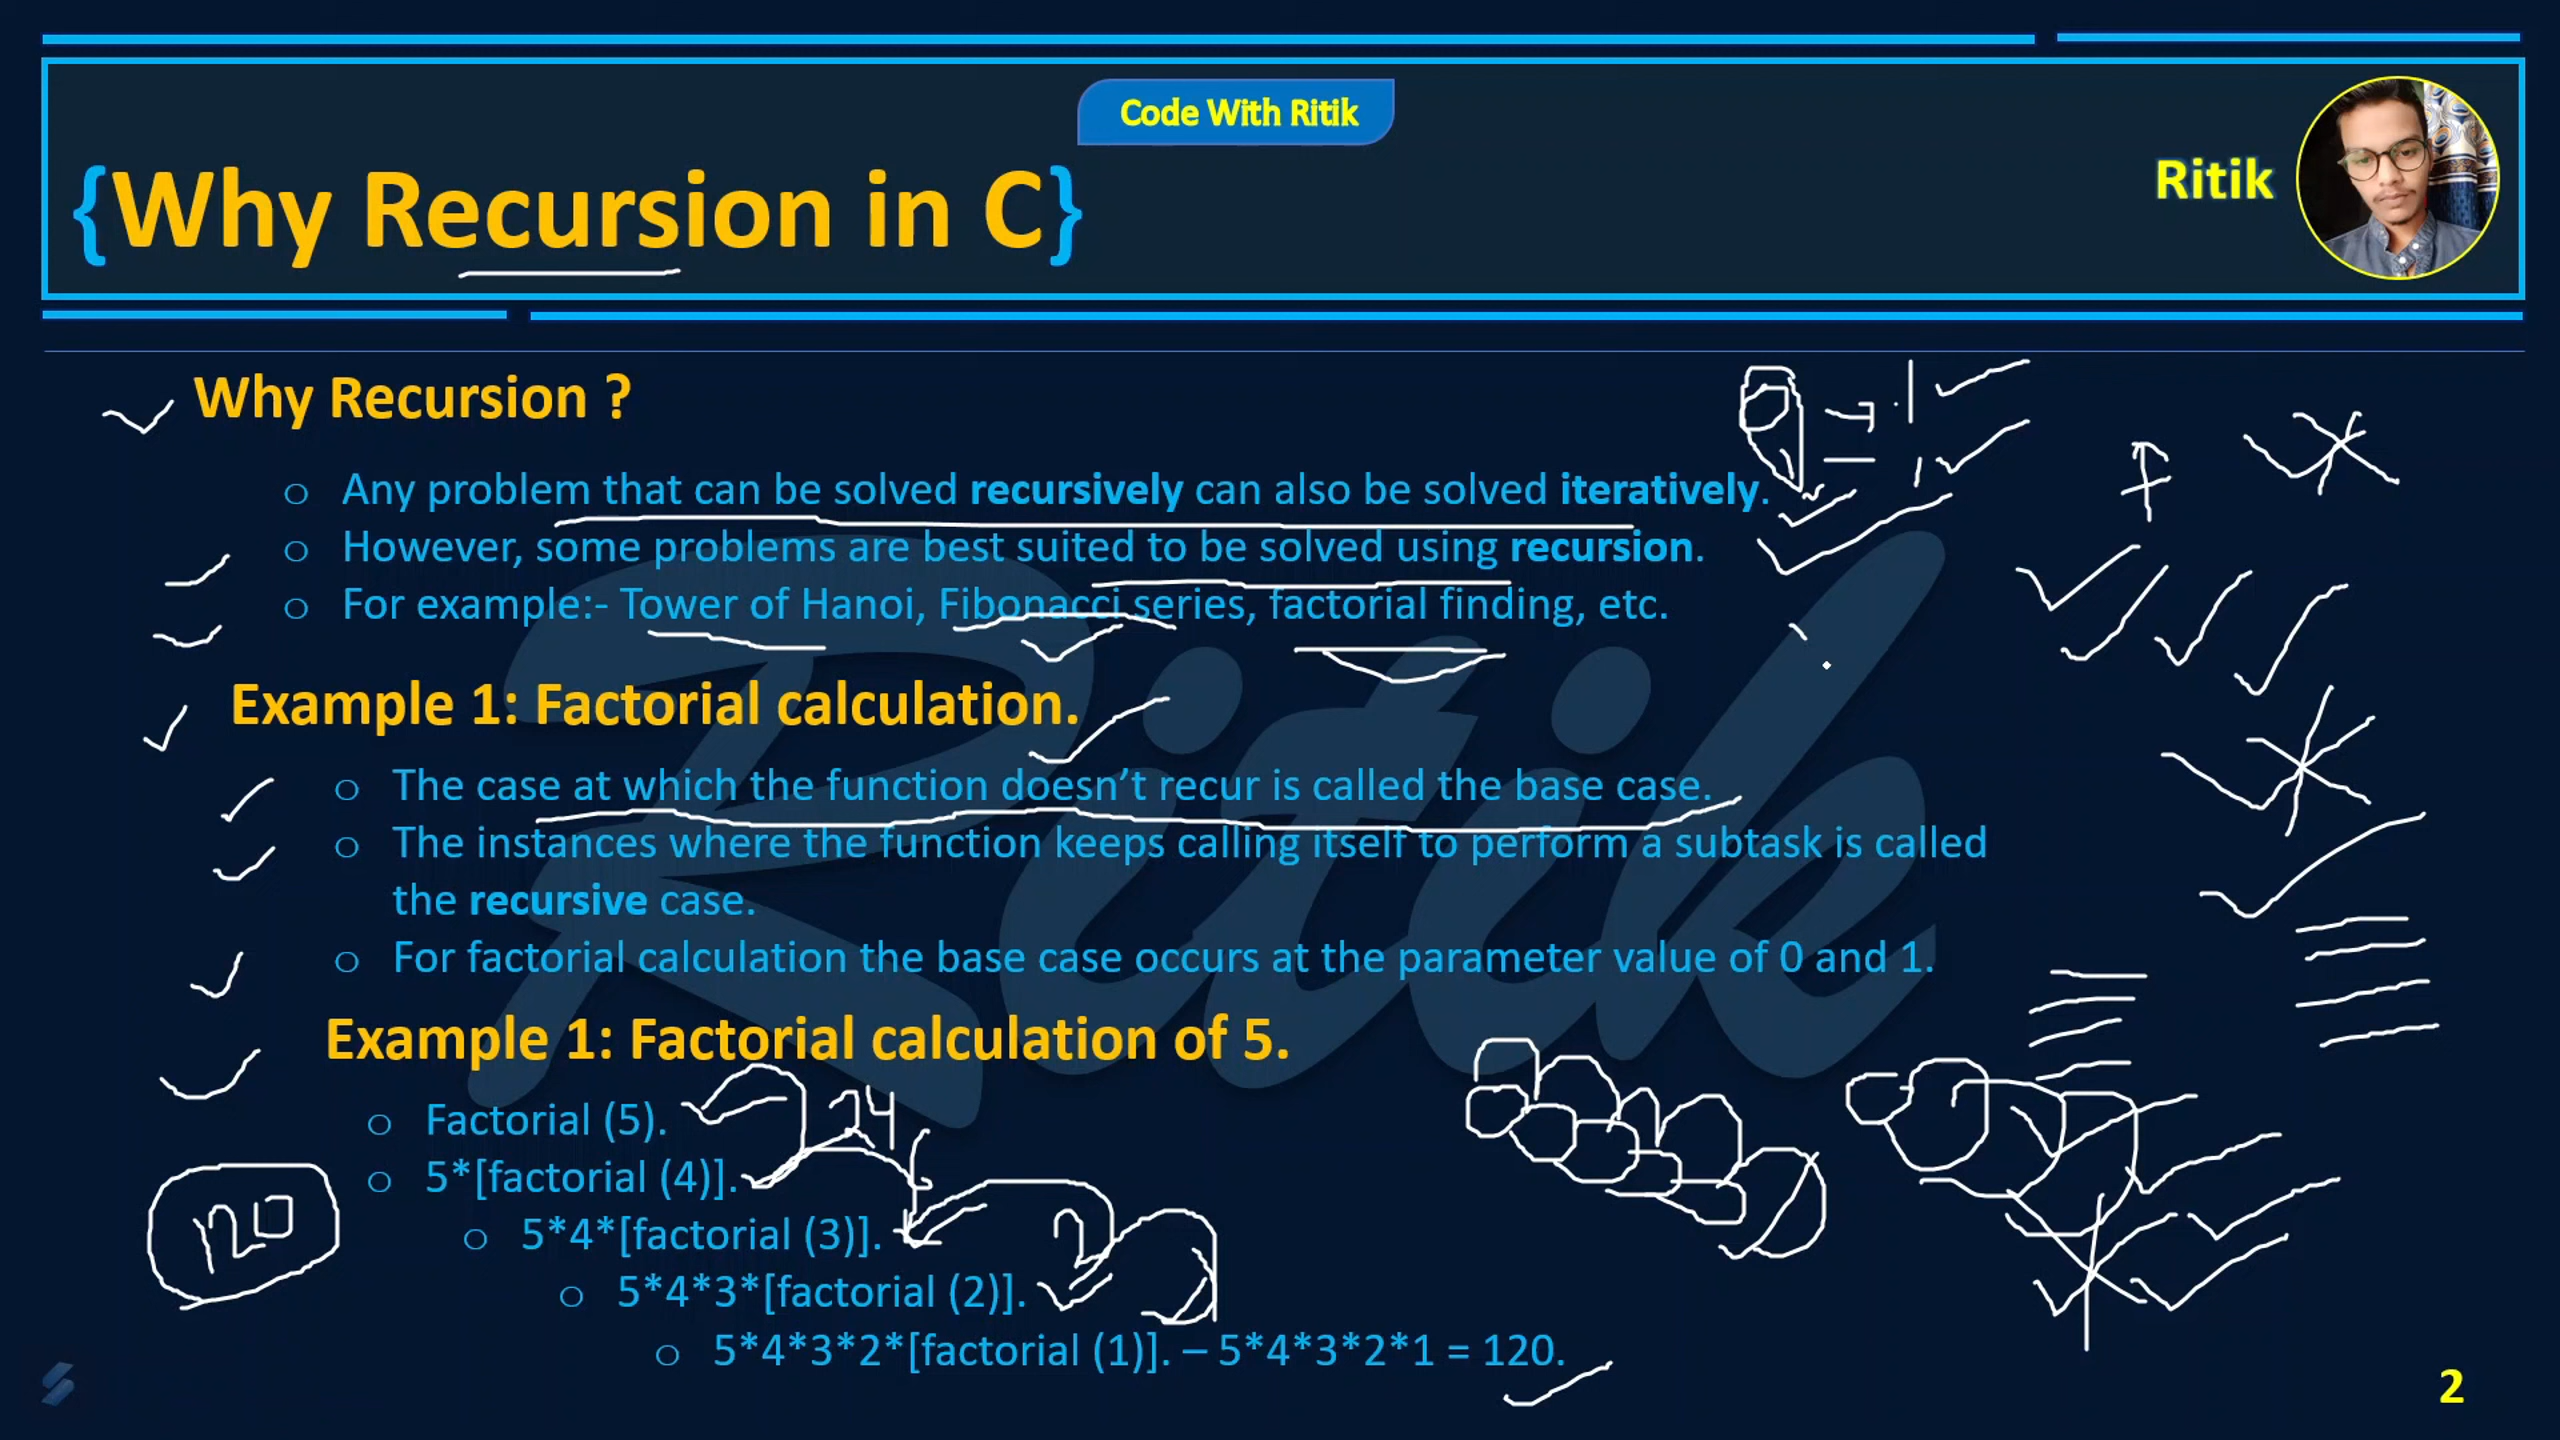 Code With Ritik
{Why Recursion in C}
Ritik
Why Recursion ?
o Any problem that can be solved recursively can also be solved iteratively.
o However, some problems are best suited to be solved using recursion.
o For example:- Tower of Hanoi, Fibonacci series, factorial finding, etc.
Example 1: Factorial calculation.
o The case at which the function doesn’t recur is called the base case.
o The instances where the function keeps calling itself to perform a subtask is called
the recursive case.
o For factorial calculation the base case occurs at the parameter value of 0 and 1.
Example 1: Factorial calculation of 5.
o Factorial (5).
24
o 5*[factorial (4)].
120
o 5*4*[factorial (3)].
2
o 5*4*3*[factorial (2)].
o 5*4*3*2*[factorial (1)]. – 5*4*3*2*1 = 120.
2
Ritik